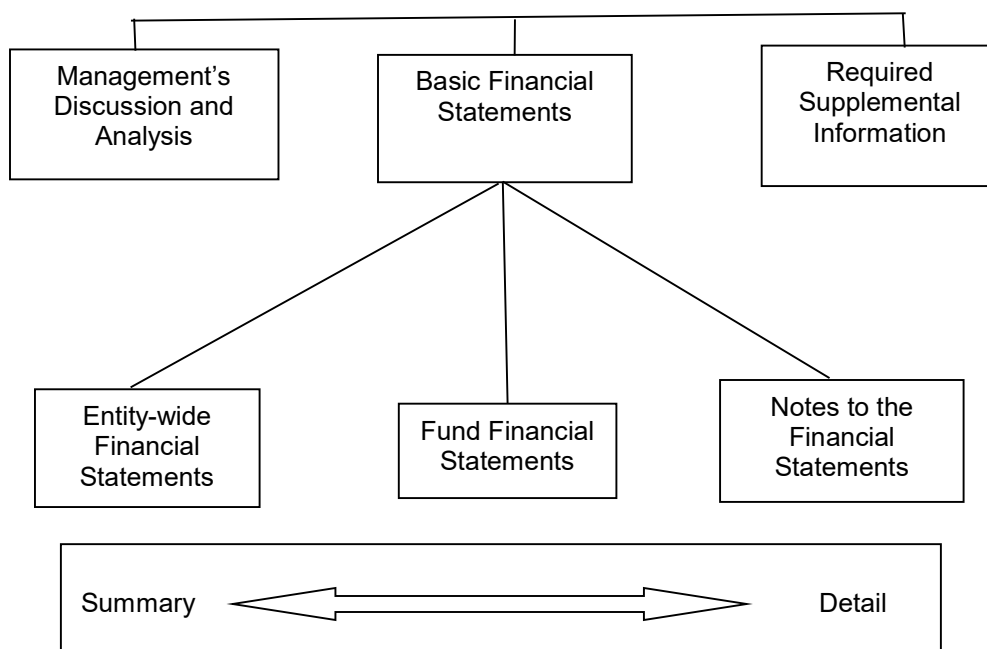 Management’s
Discussion and
Analysis
Basic Financial
Statements
Required
Supplemental
Information
Entity-wide
Financial
Statements
Fund Financial
Statements
Notes to the
Financial
Statements
Summary
Detail